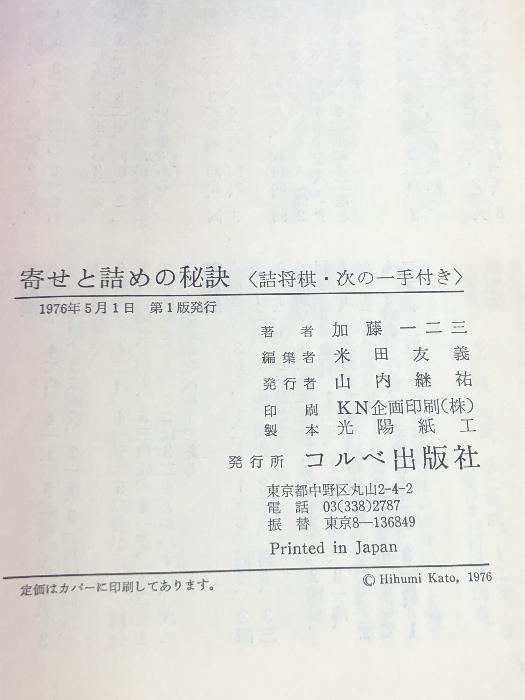 寄せと詰めの秘訣 〈詰将棋・次の一手付き〉
1976年5月1日 第1版発行
著者 加藤一二三
編集者 米田友義
発行者 山内継祐
印刷 KN企画印刷(株)
製本 光陽紙工
発行所 コルベ出版社
東京都中野区丸山2-4-2
電話 03(338)2787
振替 東京8―136849
Printed in Japan
定価はカバーに印刷してあります。
© Hihumi Kato, 1976